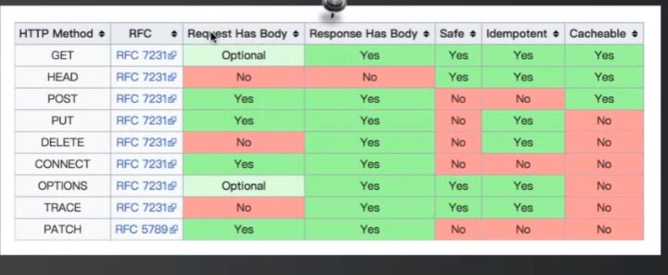 HTTP Method RFC Request Has Body Response Has Body Safe Idempotent Cacheable
GET RFC 7231 Optional Yes Yes Yes Yes
HEAD RFC 7231 No No Yes Yes Yes
POST RFC 7231 Yes Yes No No Yes
PUT RFC 7231 Yes Yes No Yes No
DELETE RFC 7231 No Yes No Yes No
CONNECT RFC 7231 Yes Yes No No No
OPTIONS RFC 7231 Optional Yes Yes Yes No
TRACE RFC 7231 No Yes Yes Yes No
PATCH RFC 5789 Yes Yes No No No